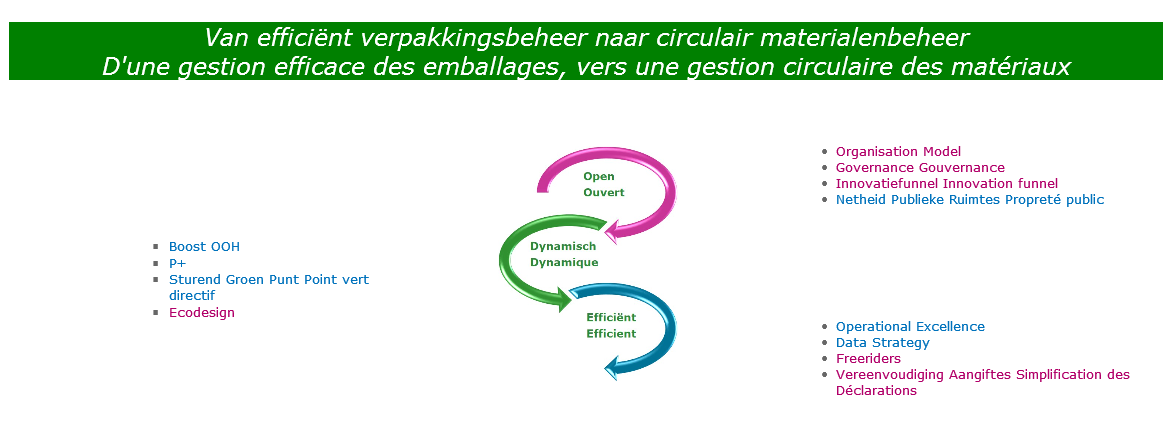 Van efficiënt verpakkingsbeheer naar circulair materialenbeheer
D'une gestion efficace des emballages, vers une gestion circulaire des matériaux
Open
Ouvert
Organisation Model
Governance Gouvernance
Innovatiefunnel Innovation funnel
Netheid Publieke Ruimtes Propreté public
Dynamisch
Dynamique
Boost OOH
P+
Sturend Groen Punt Point vert
directif
Ecodesign
Efficiënt
Efficient
Operational Excellence
Data Strategy
Freeriders
Vereenvoudiging Aangiftes Simplification des
Déclarations